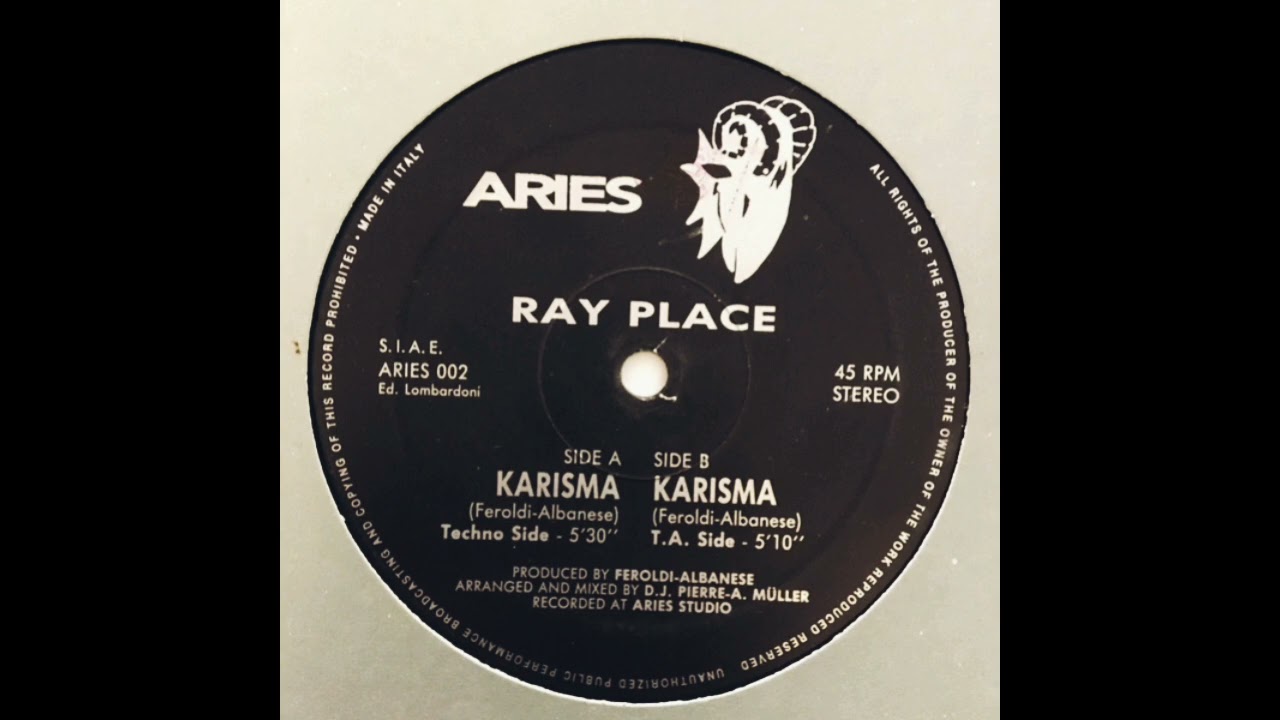 ARIES
RAY PLACE
S.I.A.E.
ARIES 002
Ed. Lombardoni
45 RPM
STEREO
SIDE A
KARISMA
(Feroldi-Albanese)
Techno Side - 5'30''
SIDE B
KARISMA
(Feroldi-Albanese)
T.A. Side - 5'10''
PRODUCED BY FEROLDI-ALBANESE
ARRANGED AND MIXED BY D.J. PIERRE-A. MÜLLER
RECORDED AT ARIES STUDIO
ALL RIGHTS OF THE PRODUCER OF THE OWNER OF THE WORK REPRODUCED RESERVED UNAUTHORIZED PUBLIC PERFORMANCE BROADCASTING AND COPYING OF THIS RECORD PROHIBITED • MADE IN ITALY